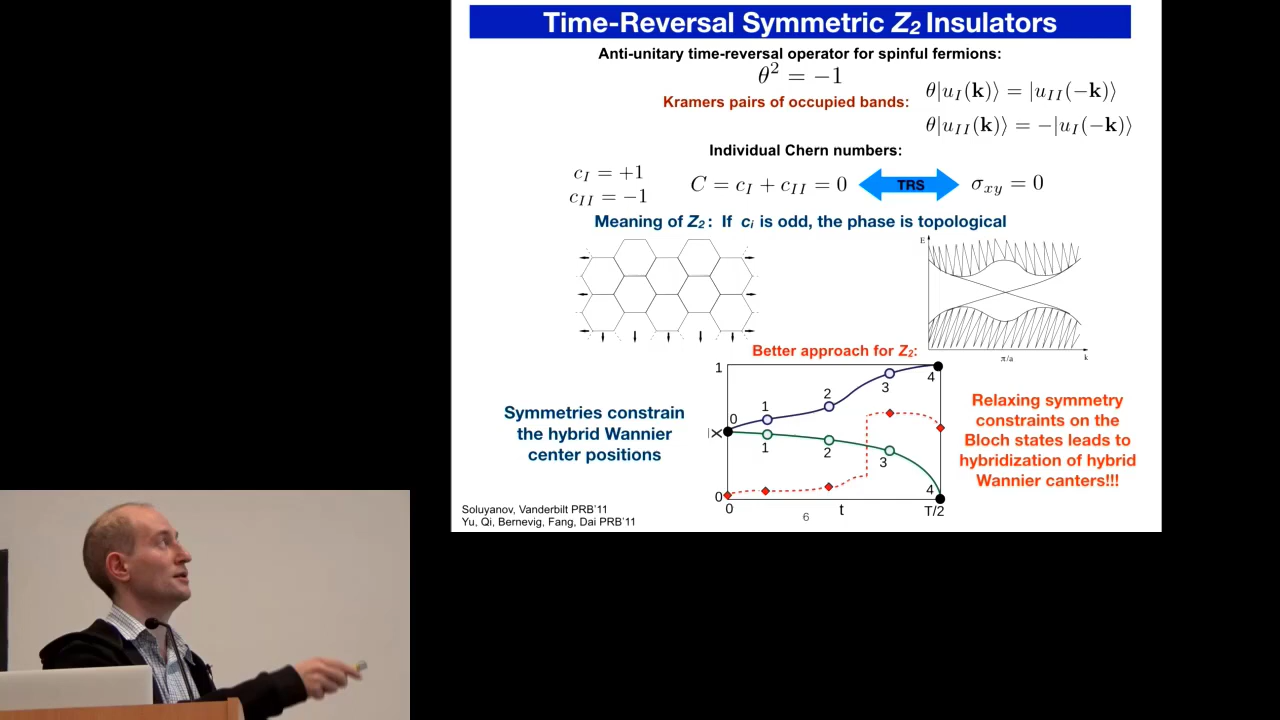 Time-Reversal Symmetric Z₂ Insulators
Anti-unitary time-reversal operator for spinful fermions:
θ² = −1
Kramers pairs of occupied bands:
θ|u_I(k)⟩ = |u_II(−k)⟩
θ|u_II(k)⟩ = −|u_I(−k)⟩
Individual Chern numbers:
c_I = +1
c_II = −1
C = c_I + c_II = 0
TRS
σ_xy = 0
Meaning of Z₂: If c_i is odd, the phase is topological
E
π/a
k
Better approach for Z₂:
Symmetries constrain
the hybrid Wannier
center positions
1
x̄
0
0
1
2
3
4
1
2
3
4
0
t
T/2
Relaxing symmetry
constraints on the
Bloch states leads to
hybridization of hybrid
Wannier canters!!!
Soluyanov, Vanderbilt PRB'11
Yu, Qi, Bernevig, Fang, Dai PRB'11
6